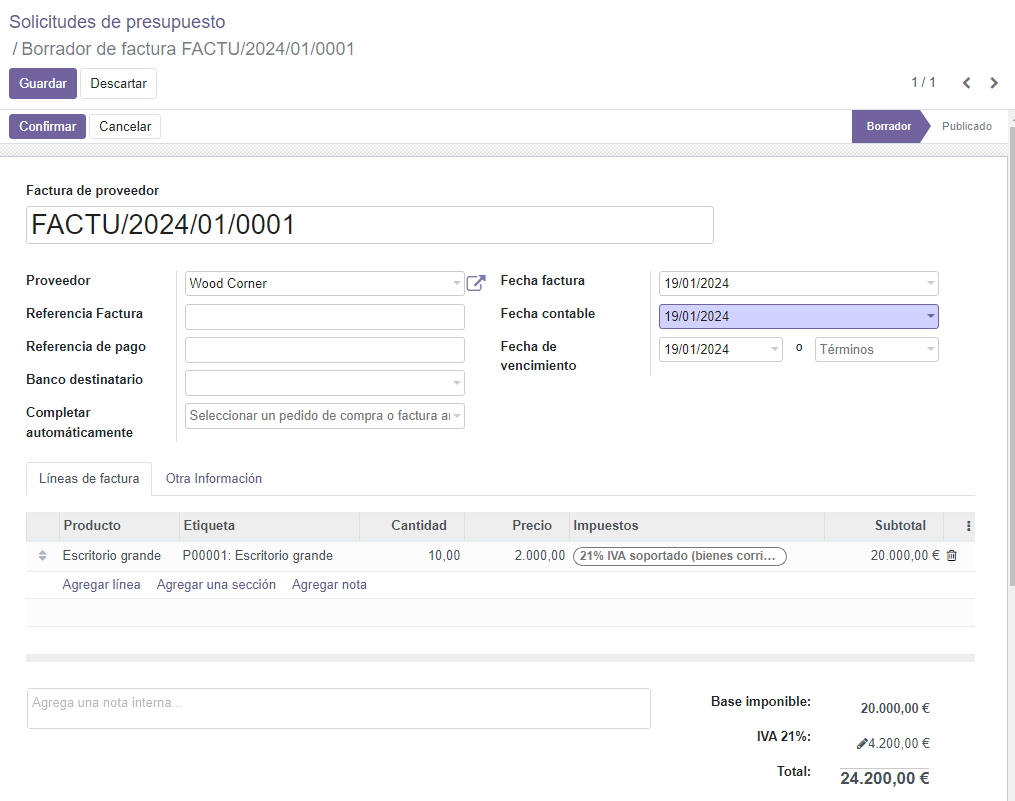 Solicitudes de presupuesto
/ Borrador de factura FACTU/2024/01/0001
Guardar Descartar 1 / 1
Confirmar Cancelar Borrador Publicado
Factura de proveedor
FACTU/2024/01/0001
Proveedor Wood Corner Fecha factura 19/01/2024
Referencia Factura Fecha contable 19/01/2024
Referencia de pago Fecha de vencimiento 19/01/2024 o Términos
Banco destinatario
Completar automáticamente Seleccionar un pedido de compra o factura
Líneas de factura Otra Información
Producto Etiqueta Cantidad Precio Impuestos Subtotal
Escritorio grande P00001: Escritorio grande 10,00 2.000,00 21% IVA soportado (bienes corri... 20.000,00 €
Agregar línea Agregar una sección Agregar nota
Agrega una nota interna...
Base imponible: 20.000,00 €
IVA 21%: 4.200,00 €
Total: 24.200,00 €